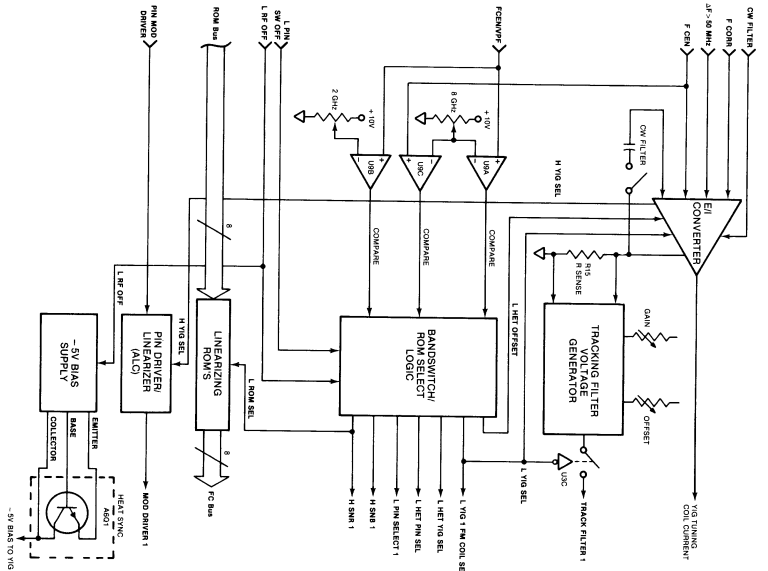 CW FILTER
F CORR
ΔF > 50 MHz
F CEN
FCEN/VPF
L PIN
SW OFF
L RF OFF
ROM Bus
PIN MOD
DRIVER
CW FILTER
E/I
CONVERTER
R15
R SENSE
H YIG SEL
+ 10V
8 GHz
+ 10V
2 GHz
U9A
U9C
U9B
+
−
−
+
+
−
COMPARE
COMPARE
COMPARE
L HET OFFSET
GAIN
OFFSET
TRACKING FILTER
VOLTAGE
GENERATOR
YIG TUNING
COIL CURRENT
TRACK FILTER 1
U3C
L YIG SEL
BANDSWITCH/
ROM SELECT
LOGIC
L YIG 1 FM COIL SE
L HET YIG SEL
L HET PIN SEL
L PIN SELECT 1
H SNB 1
H SNR 1
L ROM SEL
8
LINEARIZING
ROM'S
8
FC Bus
H YIG SEL
PIN DRIVER/
LINEARIZER
(ALC)
MOD DRIVER 1
L RF OFF
− 5V BIAS
SUPPLY
EMITTER
BASE
COLLECTOR
HEAT SYNC
A6Q1
− 5V BIAS TO YIG